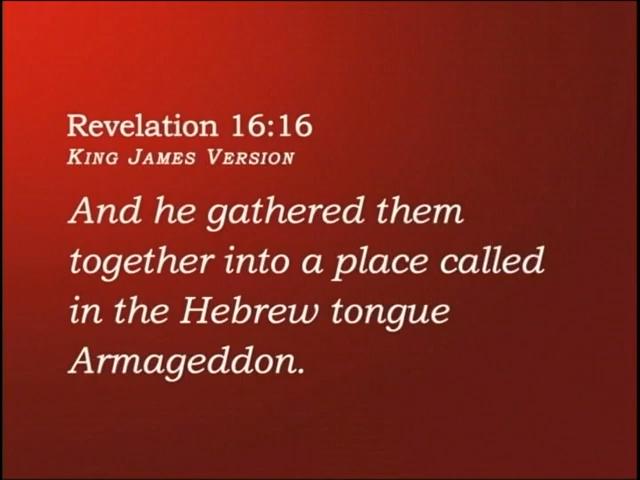 Revelation 16:16
King James Version
And he gathered them
together into a place called
in the Hebrew tongue
Armageddon.